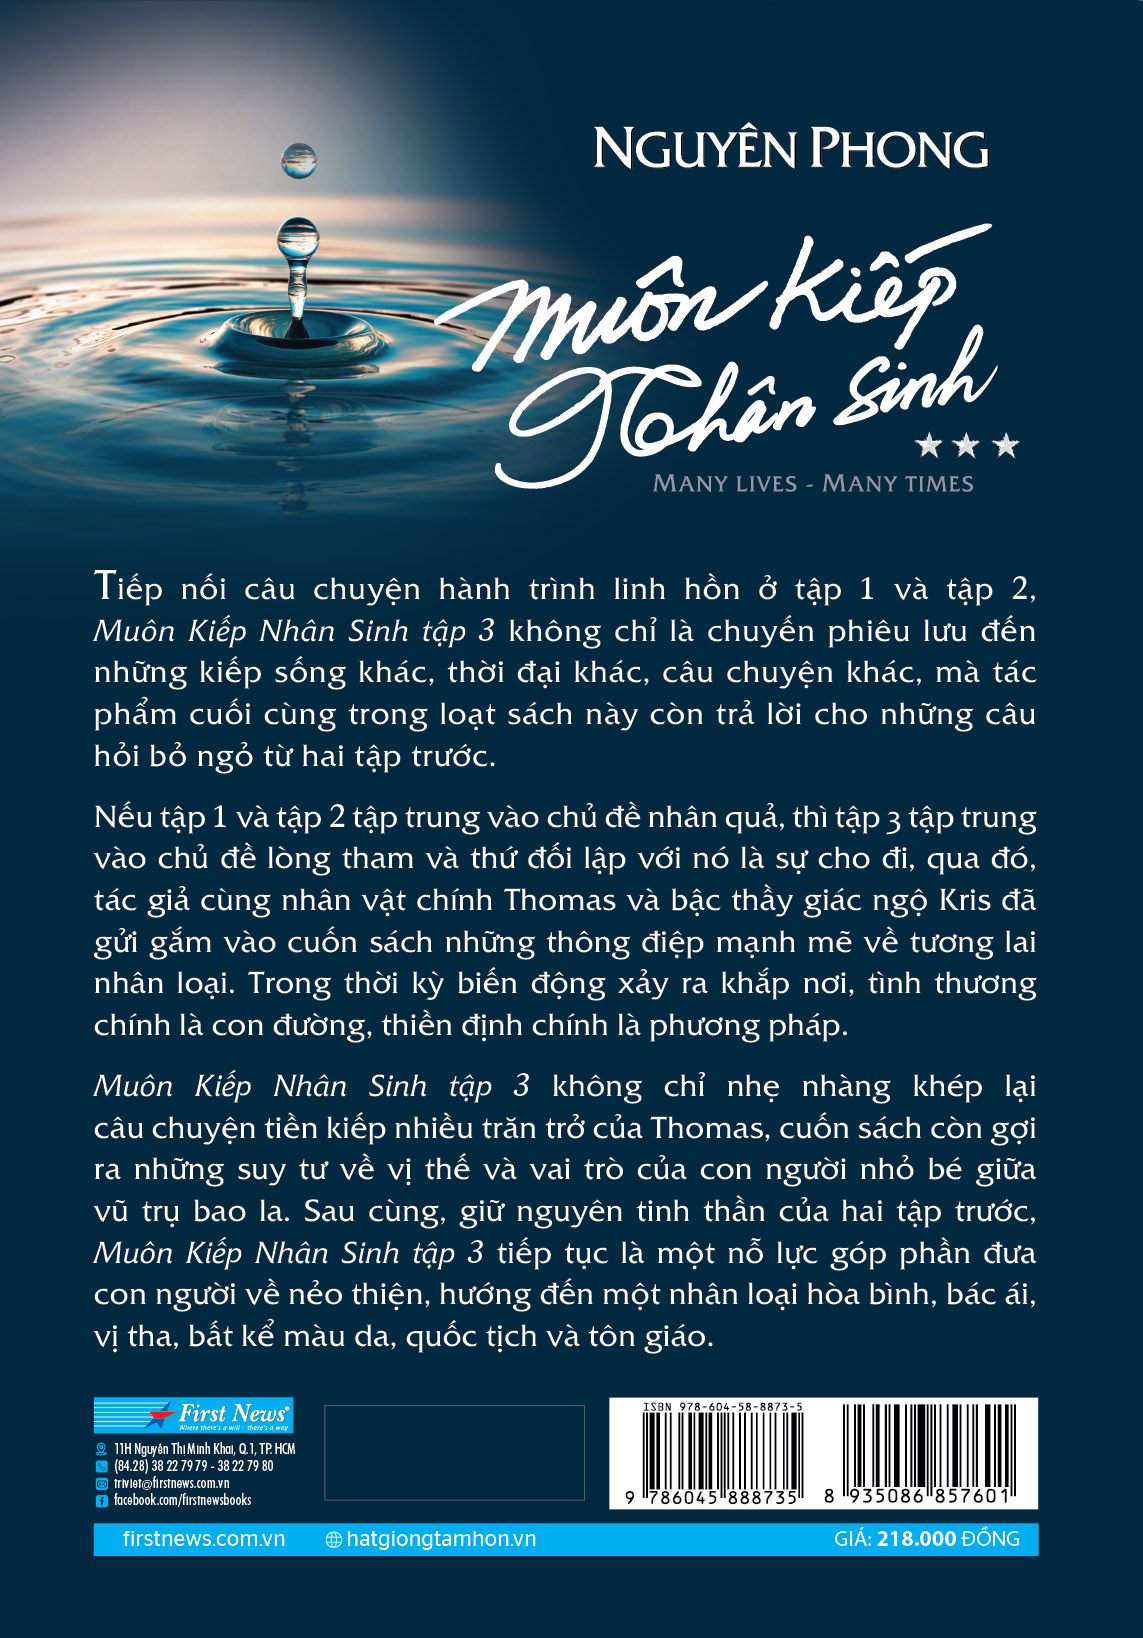 NGUYÊN PHONG
Muôn Kiếp
Nhân Sinh
MANY LIVES - MANY TIMES
Tiếp nối câu chuyện hành trình linh hồn ở tập 1 và tập 2,
Muôn Kiếp Nhân Sinh tập 3 không chỉ là chuyến phiêu lưu đến
những kiếp sống khác, thời đại khác, câu chuyện khác, mà tác
phẩm cuối cùng trong loạt sách này còn trả lời cho những câu
hỏi bỏ ngỏ từ hai tập trước.
Nếu tập 1 và tập 2 tập trung vào chủ đề nhân quả, thì tập 3 tập trung
vào chủ đề lòng tham và thứ đối lập với nó là sự cho đi, qua đó,
tác giả cùng nhân vật chính Thomas và bậc thầy giác ngộ Kris đã
gửi gắm vào cuốn sách những thông điệp mạnh mẽ về tương lai
nhân loại. Trong thời kỳ biến động xảy ra khắp nơi, tình thương
chính là con đường, thiền định chính là phương pháp.
Muôn Kiếp Nhân Sinh tập 3 không chỉ nhẹ nhàng khép lại
câu chuyện tiền kiếp nhiều trăn trở của Thomas, cuốn sách còn gợi
ra những suy tư về vị thế và vai trò của con người nhỏ bé giữa
vũ trụ bao la. Sau cùng, giữ nguyên tinh thần của hai tập trước,
Muôn Kiếp Nhân Sinh tập 3 tiếp tục là một nỗ lực góp phần đưa
con người về nẻo thiện, hướng đến một nhân loại hòa bình, bác ái,
vị tha, bất kể màu da, quốc tịch và tôn giáo.
First News®
Where there's a will - there's a way
11H Nguyễn Thị Minh Khai, Q.1, TP. HCM
(84.28) 38 22 79 79 - 38 22 79 80
triviet@firstnews.com.vn
facebook.com/firstnewsbooks
ISBN 978-604-58-8873-5
9 786045 888735
8 935086 857601
firstnews.com.vn
hatgiongtamhon.vn
GIÁ: 218.000 ĐỒNG